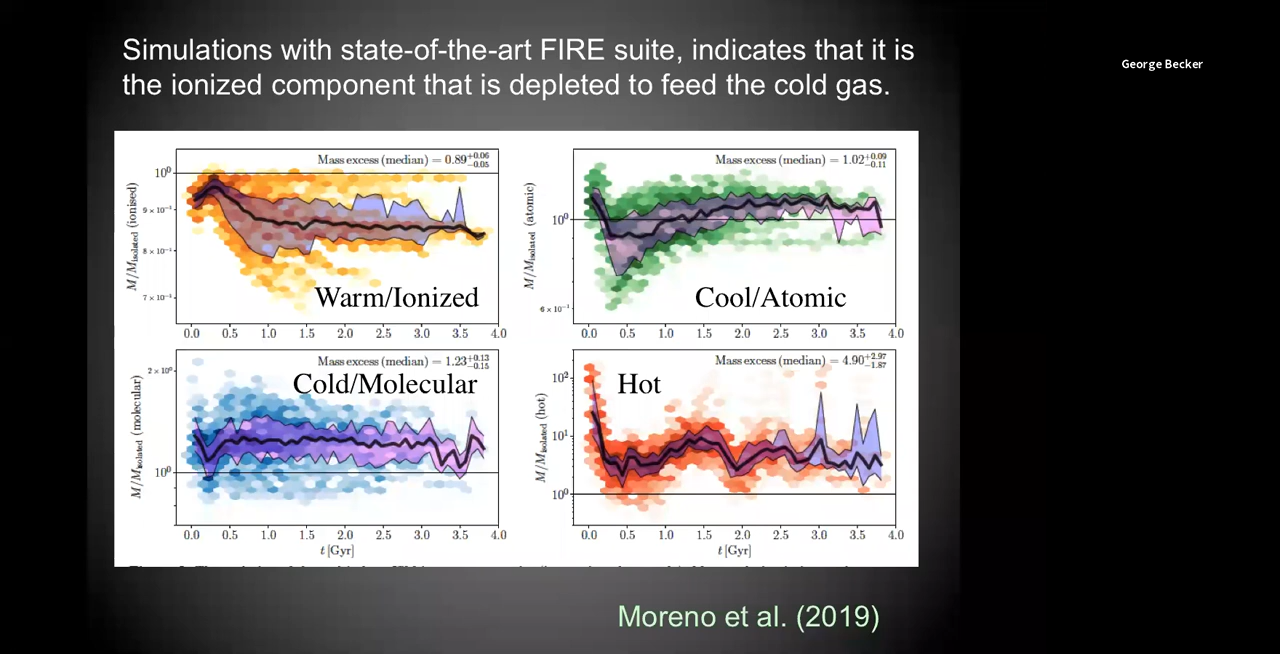 Simulations with state-of-the-art FIRE suite, indicates that it is
the ionized component that is depleted to feed the cold gas.
George Becker
Mass excess (median) = 0.89+0.06 −0.05
M/Misolated (ionised)
10⁰
9 × 10⁻¹
8 × 10⁻¹
7 × 10⁻¹
Warm/Ionized
0.0 0.5 1.0 1.5 2.0 2.5 3.0 3.5 4.0
Mass excess (median) = 1.02+0.09 −0.11
M/Misolated (atomic)
10⁰
6 × 10⁻¹
Cool/Atomic
0.0 0.5 1.0 1.5 2.0 2.5 3.0 3.5 4.0
Mass excess (median) = 1.23+0.13 −0.15
M/Misolated (molecular)
2 × 10⁰
10⁰
Cold/Molecular
0.0 0.5 1.0 1.5 2.0 2.5 3.0 3.5 4.0
t [Gyr]
Mass excess (median) = 4.90+2.97 −1.87
M/Misolated (hot)
10²
10¹
10⁰
Hot
0.0 0.5 1.0 1.5 2.0 2.5 3.0 3.5 4.0
t [Gyr]
Moreno et al. (2019)